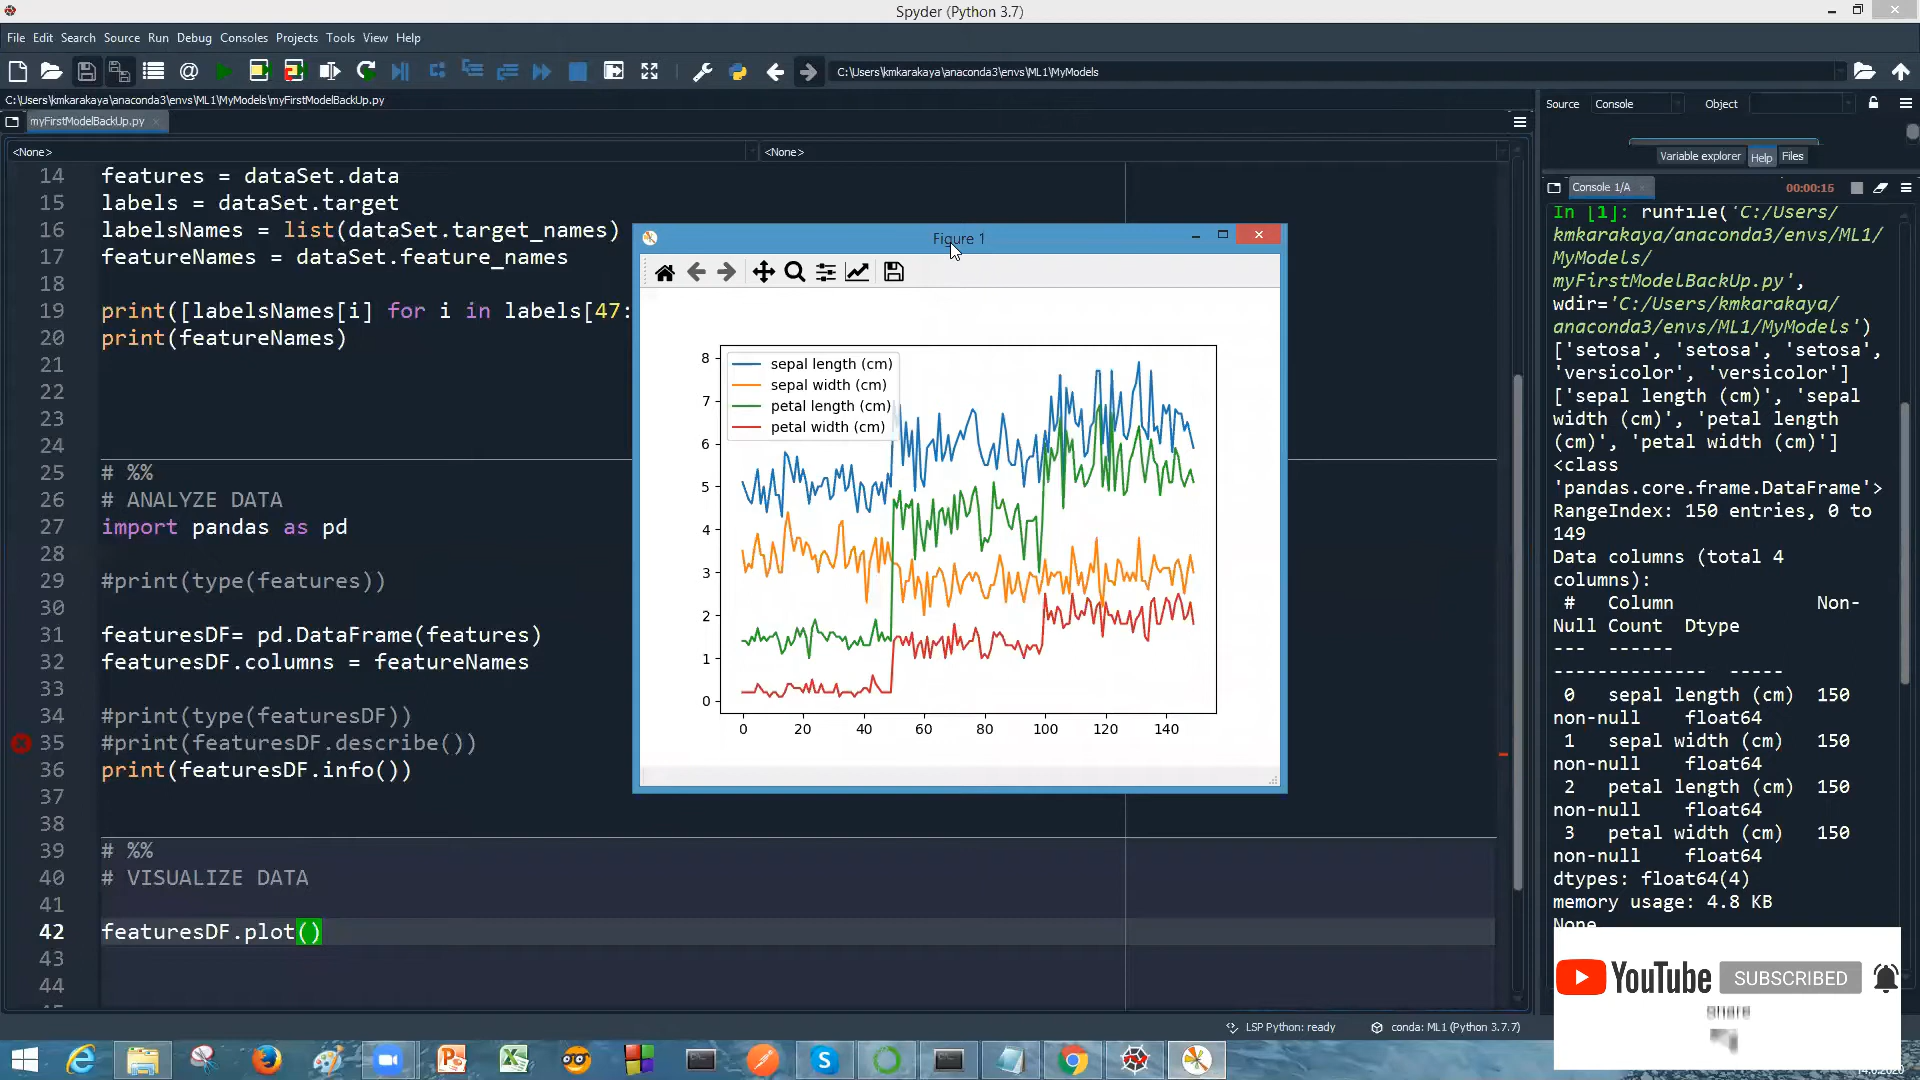 Spyder (Python 3.7)
File Edit Search Source Run Debug Consoles Projects Tools View Help
C:\Users\kmkarakaya\anaconda3\envs\ML1\MyModels
C:\Users\kmkarakaya\anaconda3\envs\ML1\MyModels\myFirstModelBackUp.py
myFirstModelBackUp.py
<None>
<None>
14 features = dataSet.data
15 labels = dataSet.target
16 labelsNames = list(dataSet.target_names)
17 featureNames = dataSet.feature_names
18
19 print([labelsNames[i] for i in labels[47:
20 print(featureNames)
21
22
23
24
25 # %%
26 # ANALYZE DATA
27 import pandas as pd
28
29 #print(type(features))
30
31 featuresDF= pd.DataFrame(features)
32 featuresDF.columns = featureNames
33
34 #print(type(featuresDF))
35 #print(featuresDF.describe())
36 print(featuresDF.info())
37
38
39 # %%
40 # VISUALIZE DATA
41
42 featuresDF.plot()
43
44
Figure 1
sepal length (cm)
sepal width (cm)
petal length (cm)
petal width (cm)
8
7
6
5
4
3
2
1
0
0 20 40 60 80 100 120 140
Source Console Object
Variable explorer Help Files
Console 1/A 00:00:15
In [1]: runfile('C:/Users/
kmkarakaya/anaconda3/envs/ML1/
MyModels/
myFirstModelBackUp.py',
wdir='C:/Users/kmkarakaya/
anaconda3/envs/ML1/MyModels')
['setosa', 'setosa', 'setosa',
'versicolor', 'versicolor']
['sepal length (cm)', 'sepal
width (cm)', 'petal length
(cm)', 'petal width (cm)']
<class
'pandas.core.frame.DataFrame'>
RangeIndex: 150 entries, 0 to
149
Data columns (total 4
columns):
# Column Non-
Null Count Dtype
--- ------
-------------- -----
0 sepal length (cm) 150
non-null float64
1 sepal width (cm) 150
non-null float64
2 petal length (cm) 150
non-null float64
3 petal width (cm) 150
non-null float64
dtypes: float64(4)
memory usage: 4.8 KB
None
YouTube SUBSCRIBED
Share
LSP Python: ready conda: ML1 (Python 3.7.7)